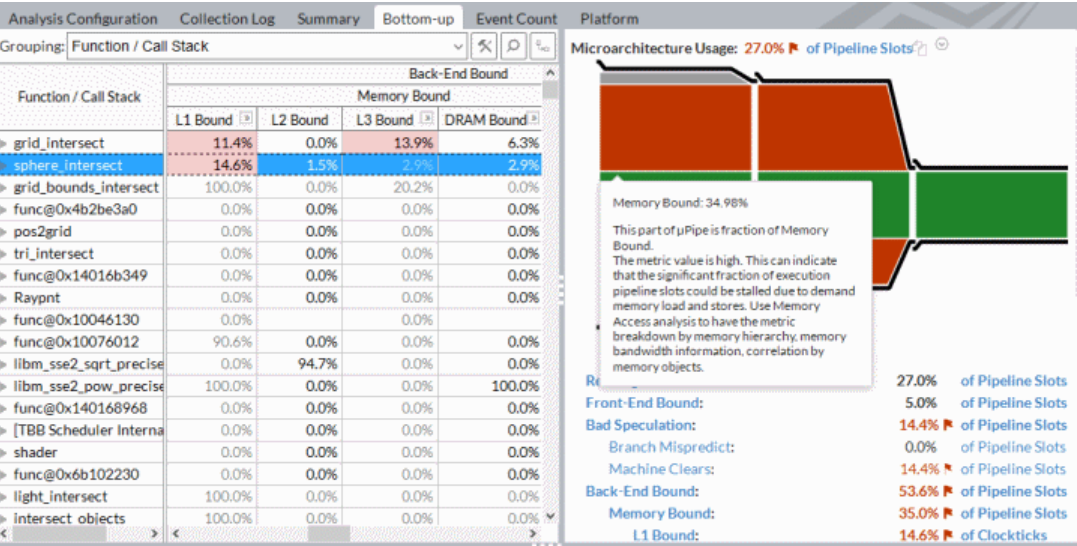 Analysis Configuration Collection Log Summary Bottom-up Event Count Platform
Grouping: Function / Call Stack
Function / Call Stack
Back-End Bound
Memory Bound
L1 Bound L2 Bound L3 Bound DRAM Bound
grid_intersect 11.4% 0.0% 13.9% 6.3%
sphere_intersect 14.6% 1.5% 2.9% 2.9%
grid_bounds_intersect 100.0% 0.0% 20.2% 0.0%
func@0x4b2be3a0 0.0% 0.0% 0.0% 0.0%
pos2grid 0.0% 0.0% 0.0% 0.0%
tri_intersect 0.0% 0.0% 0.0% 0.0%
func@0x14016b349 0.0% 0.0% 0.0% 0.0%
Raypnt 0.0% 0.0% 0.0% 0.0%
func@0x10046130 0.0% 0.0%
func@0x10076012 90.6% 0.0% 0.0% 0.0%
libm_sse2_sqrt_precise 0.0% 94.7% 0.0% 0.0%
libm_sse2_pow_precise 100.0% 0.0% 0.0% 100.0%
func@0x140168968 0.0% 0.0% 0.0% 0.0%
[TBB Scheduler Interna 0.0% 0.0% 0.0% 0.0%
shader 0.0% 0.0% 0.0% 0.0%
func@0x6b102230 0.0% 0.0% 0.0% 0.0%
light_intersect 100.0% 0.0% 0.0% 0.0%
intersect_objects 100.0% 0.0% 0.0% 0.0%
Microarchitecture Usage: 27.0% of Pipeline Slots
Memory Bound: 34.98%
This part of µPipe is fraction of Memory
Bound.
The metric value is high. This can indicate
that the significant fraction of execution
pipeline slots could be stalled due to demand
memory load and stores. Use Memory
Access analysis to have the metric
breakdown by memory hierarchy, memory
bandwidth information, correlation by
memory objects.
27.0% of Pipeline Slots
Front-End Bound: 5.0% of Pipeline Slots
Bad Speculation: 14.4% of Pipeline Slots
Branch Mispredict: 0.0% of Pipeline Slots
Machine Clears: 14.4% of Pipeline Slots
Back-End Bound: 53.6% of Pipeline Slots
Memory Bound: 35.0% of Pipeline Slots
L1 Bound: 14.6% of Clockticks